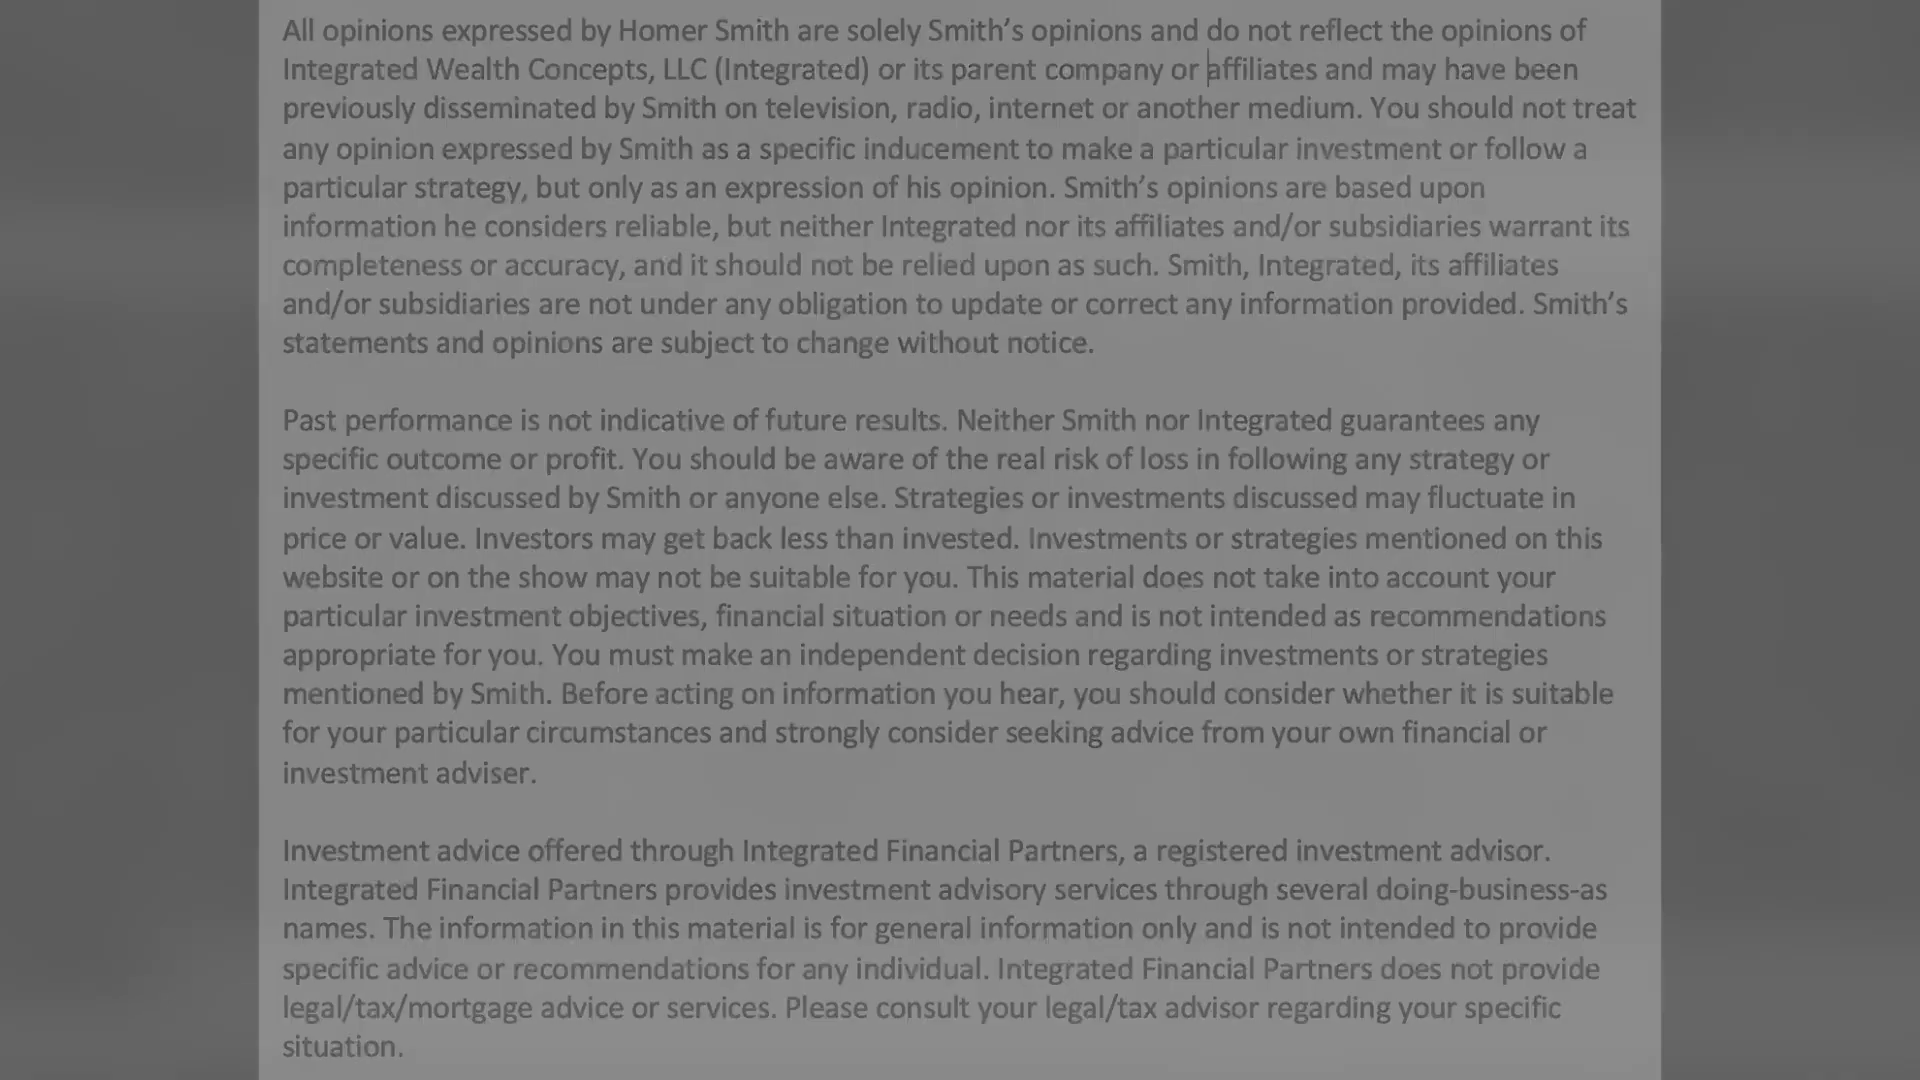 All opinions expressed by Homer Smith are solely Smith’s opinions and do not reflect the opinions of
Integrated Wealth Concepts, LLC (Integrated) or its parent company or affiliates and may have been
previously disseminated by Smith on television, radio, internet or another medium. You should not treat
any opinion expressed by Smith as a specific inducement to make a particular investment or follow a
particular strategy, but only as an expression of his opinion. Smith’s opinions are based upon
information he considers reliable, but neither Integrated nor its affiliates and/or subsidiaries warrant its
completeness or accuracy, and it should not be relied upon as such. Smith, Integrated, its affiliates
and/or subsidiaries are not under any obligation to update or correct any information provided. Smith’s
statements and opinions are subject to change without notice.
Past performance is not indicative of future results. Neither Smith nor Integrated guarantees any
specific outcome or profit. You should be aware of the real risk of loss in following any strategy or
investment discussed by Smith or anyone else. Strategies or investments discussed may fluctuate in
price or value. Investors may get back less than invested. Investments or strategies mentioned on this
website or on the show may not be suitable for you. This material does not take into account your
particular investment objectives, financial situation or needs and is not intended as recommendations
appropriate for you. You must make an independent decision regarding investments or strategies
mentioned by Smith. Before acting on information you hear, you should consider whether it is suitable
for your particular circumstances and strongly consider seeking advice from your own financial or
investment adviser.
Investment advice offered through Integrated Financial Partners, a registered investment advisor.
Integrated Financial Partners provides investment advisory services through several doing-business-as
names. The information in this material is for general information only and is not intended to provide
specific advice or recommendations for any individual. Integrated Financial Partners does not provide
legal/tax/mortgage advice or services. Please consult your legal/tax advisor regarding your specific
situation.